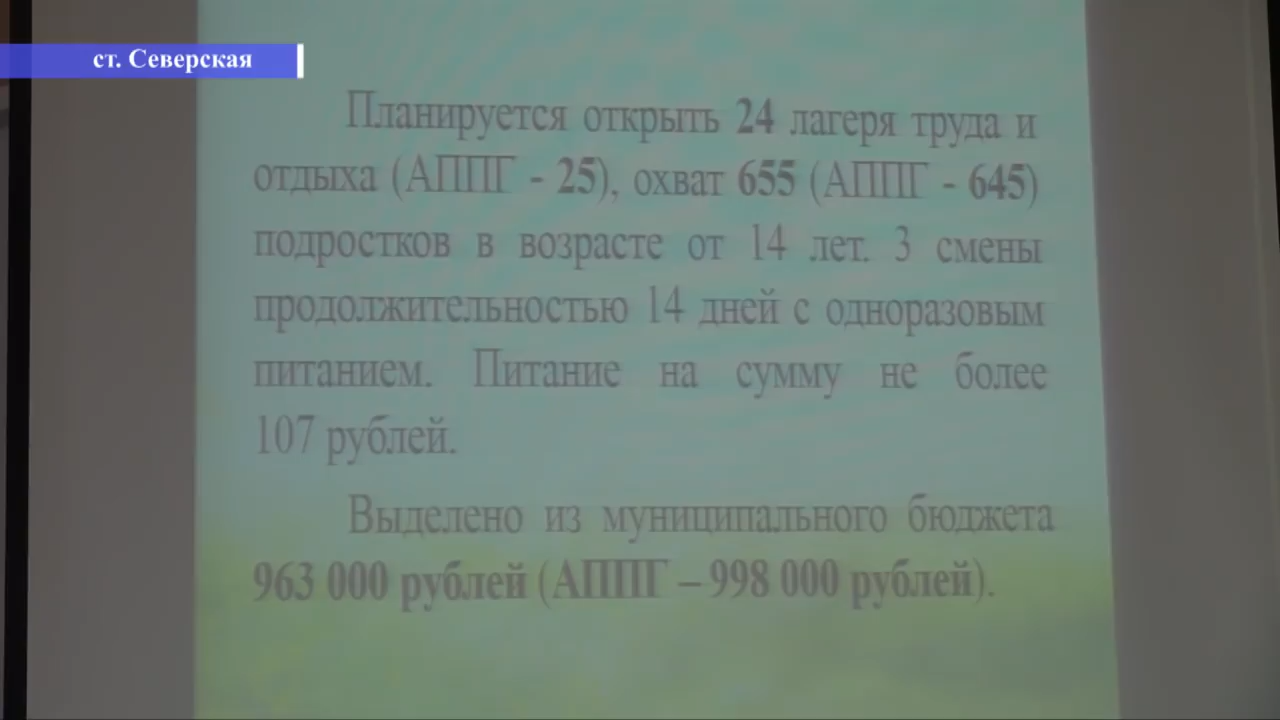 ст. Северская
Планируется открыть 24 лагеря труда и
отдыха (АППГ - 25), охват 655 (АППГ - 645)
подростков в возрасте от 14 лет. 3 смены
продолжительностью 14 дней с одноразовым
питанием. Питание на сумму не более
107 рублей.
Выделено из муниципального бюджета
963 000 рублей (АППГ – 998 000 рублей).